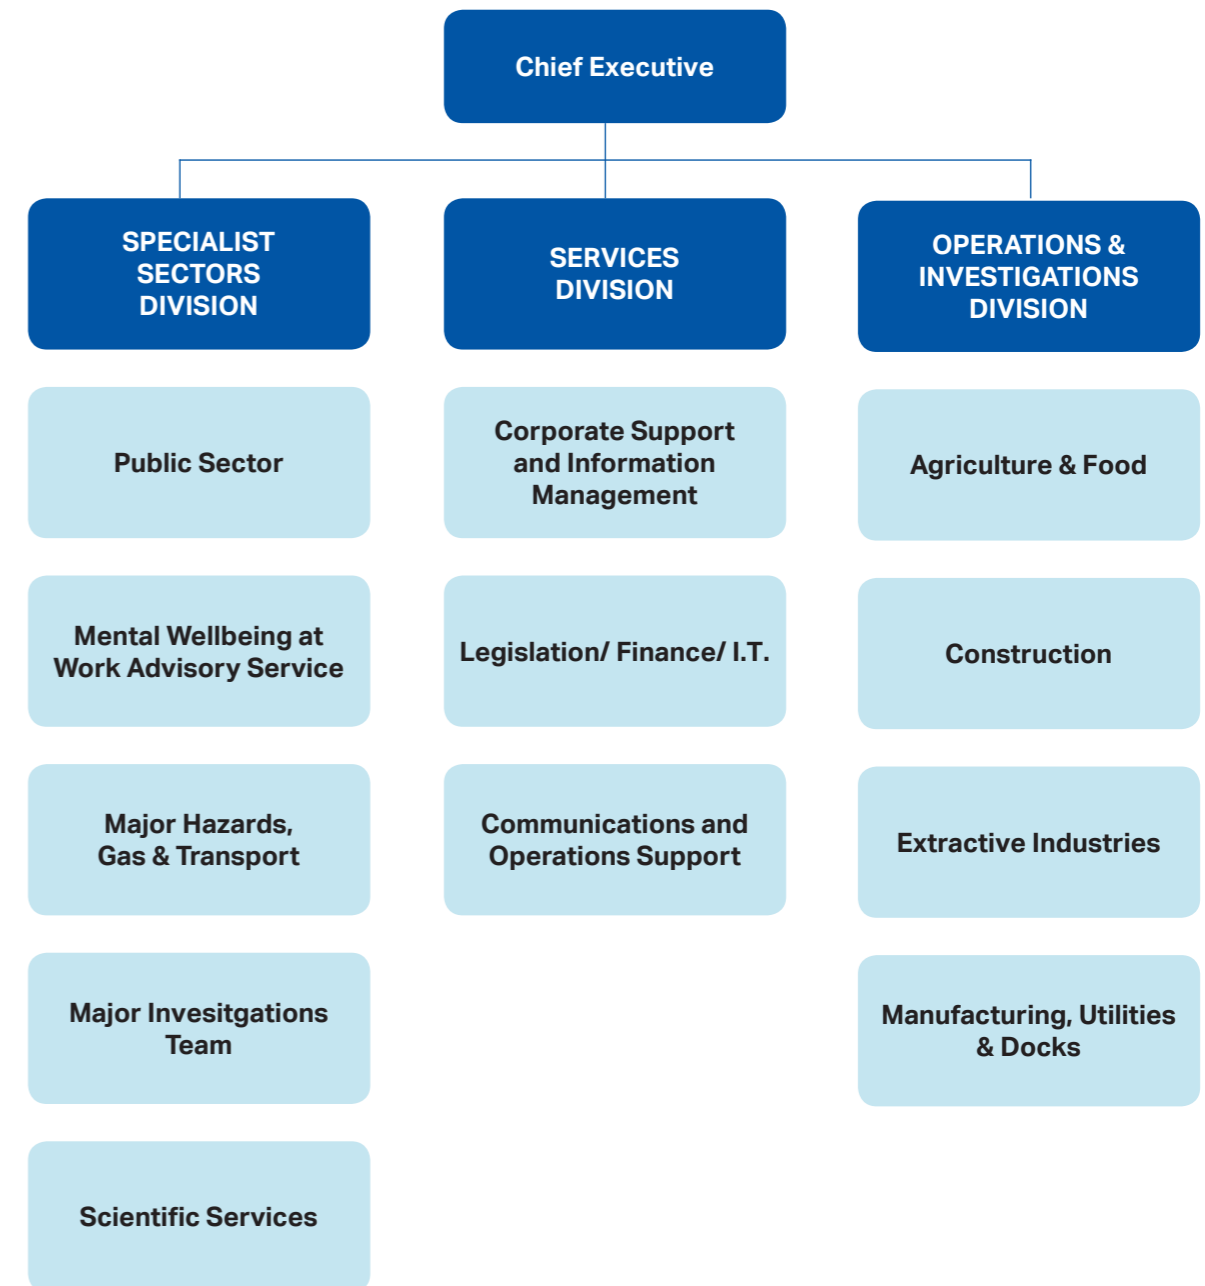 Chief Executive
SPECIALIST
SECTORS
DIVISION
SERVICES
DIVISION
OPERATIONS &
INVESTIGATIONS
DIVISION
Public Sector
Corporate Support
and Information
Management
Agriculture & Food
Mental Wellbeing at
Work Advisory Service
Legislation/ Finance/ I.T.
Construction
Major Hazards,
Gas & Transport
Communications and
Operations Support
Extractive Industries
Major Invesitgations
Team
Manufacturing, Utilities
& Docks
Scientific Services